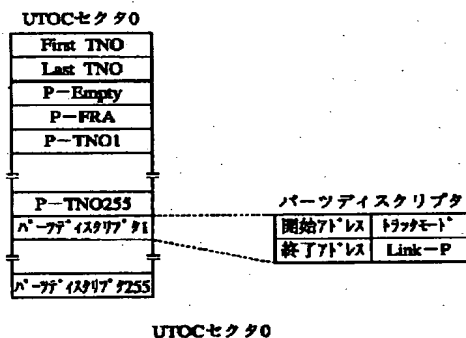 UTOCセクタ0
First TNO
Last TNO
P－Empty
P－FRA
P－TNO1
P－TNO255
パーツディスクリプタ1
パーツディスクリプタ255
パーツディスクリプタ
開始アドレス トラックモード
終了アドレス Link－P
UTOCセクタ0